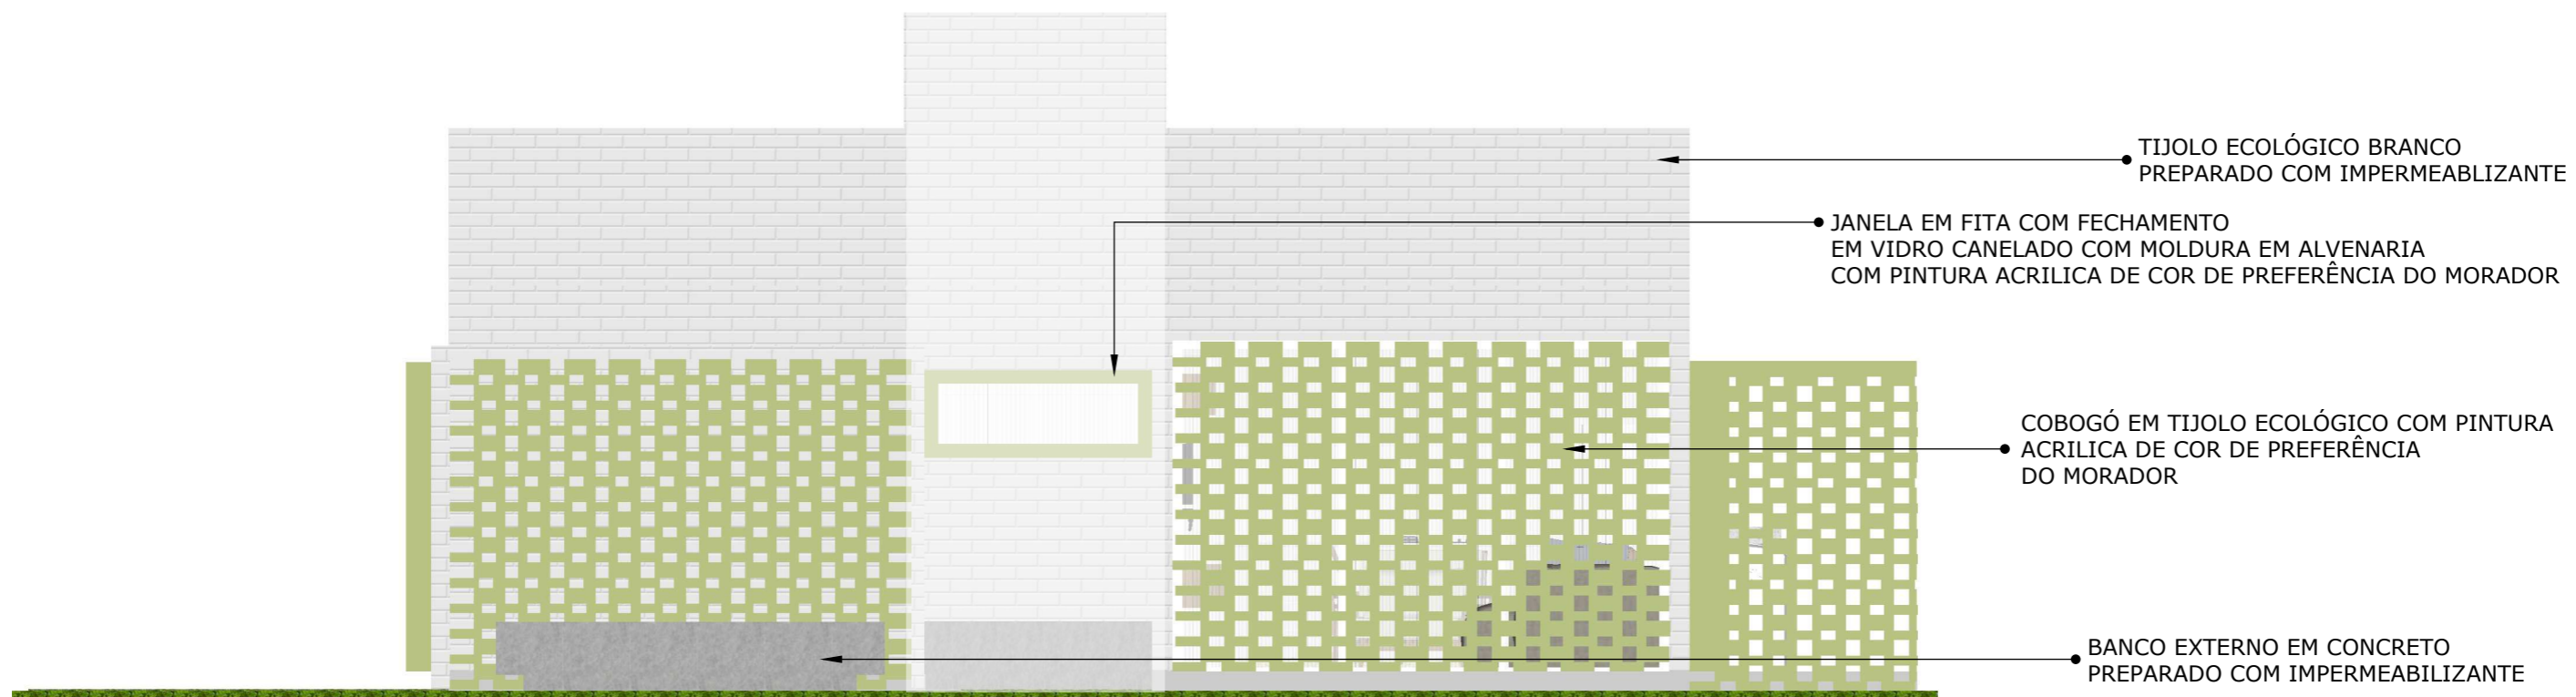 TIJOLO ECOLÓGICO BRANCO
PREPARADO COM IMPERMEABLIZANTE
JANELA EM FITA COM FECHAMENTO
EM VIDRO CANELADO COM MOLDURA EM ALVENARIA
COM PINTURA ACRILICA DE COR DE PREFERÊNCIA DO MORADOR
COBOGÓ EM TIJOLO ECOLÓGICO COM PINTURA
ACRILICA DE COR DE PREFERÊNCIA
DO MORADOR
BANCO EXTERNO EM CONCRETO
PREPARADO COM IMPERMEABILIZANTE